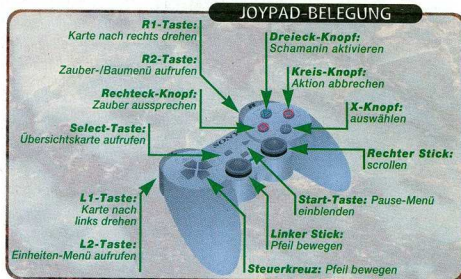 JOYPAD-BELEGUNG
R1-Taste:
Karte nach rechts drehen
R2-Taste:
Zauber-/Baumenü aufrufen
Rechteck-Knopf:
Zauber aussprechen
Select-Taste:
Übersichtskarte aufrufen
L1-Taste:
Karte nach
links drehen
L2-Taste:
Einheiten-Menü aufrufen
Dreieck-Knopf:
Schamanin aktivieren
Kreis-Knopf:
Aktion abbrechen
X-Knopf:
auswählen
Rechter Stick:
scrollen
Start-Taste: Pause-Menü
einblenden
Linker Stick:
Pfeil bewegen
Steuerkreuz: Pfeil bewegen
SONY